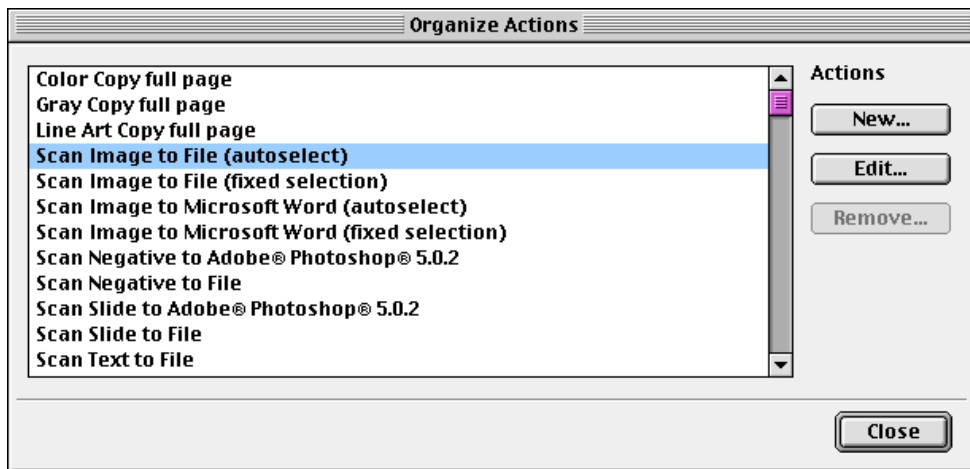 Organize Actions
Color Copy full page
Gray Copy full page
Line Art Copy full page
Scan Image to File (autoselect)
Scan Image to File (fixed selection)
Scan Image to Microsoft Word (autoselect)
Scan Image to Microsoft Word (fixed selection)
Scan Negative to Adobe® Photoshop® 5.0.2
Scan Negative to File
Scan Slide to Adobe® Photoshop® 5.0.2
Scan Slide to File
Scan Text to File
Actions
New...
Edit...
Remove...
Close